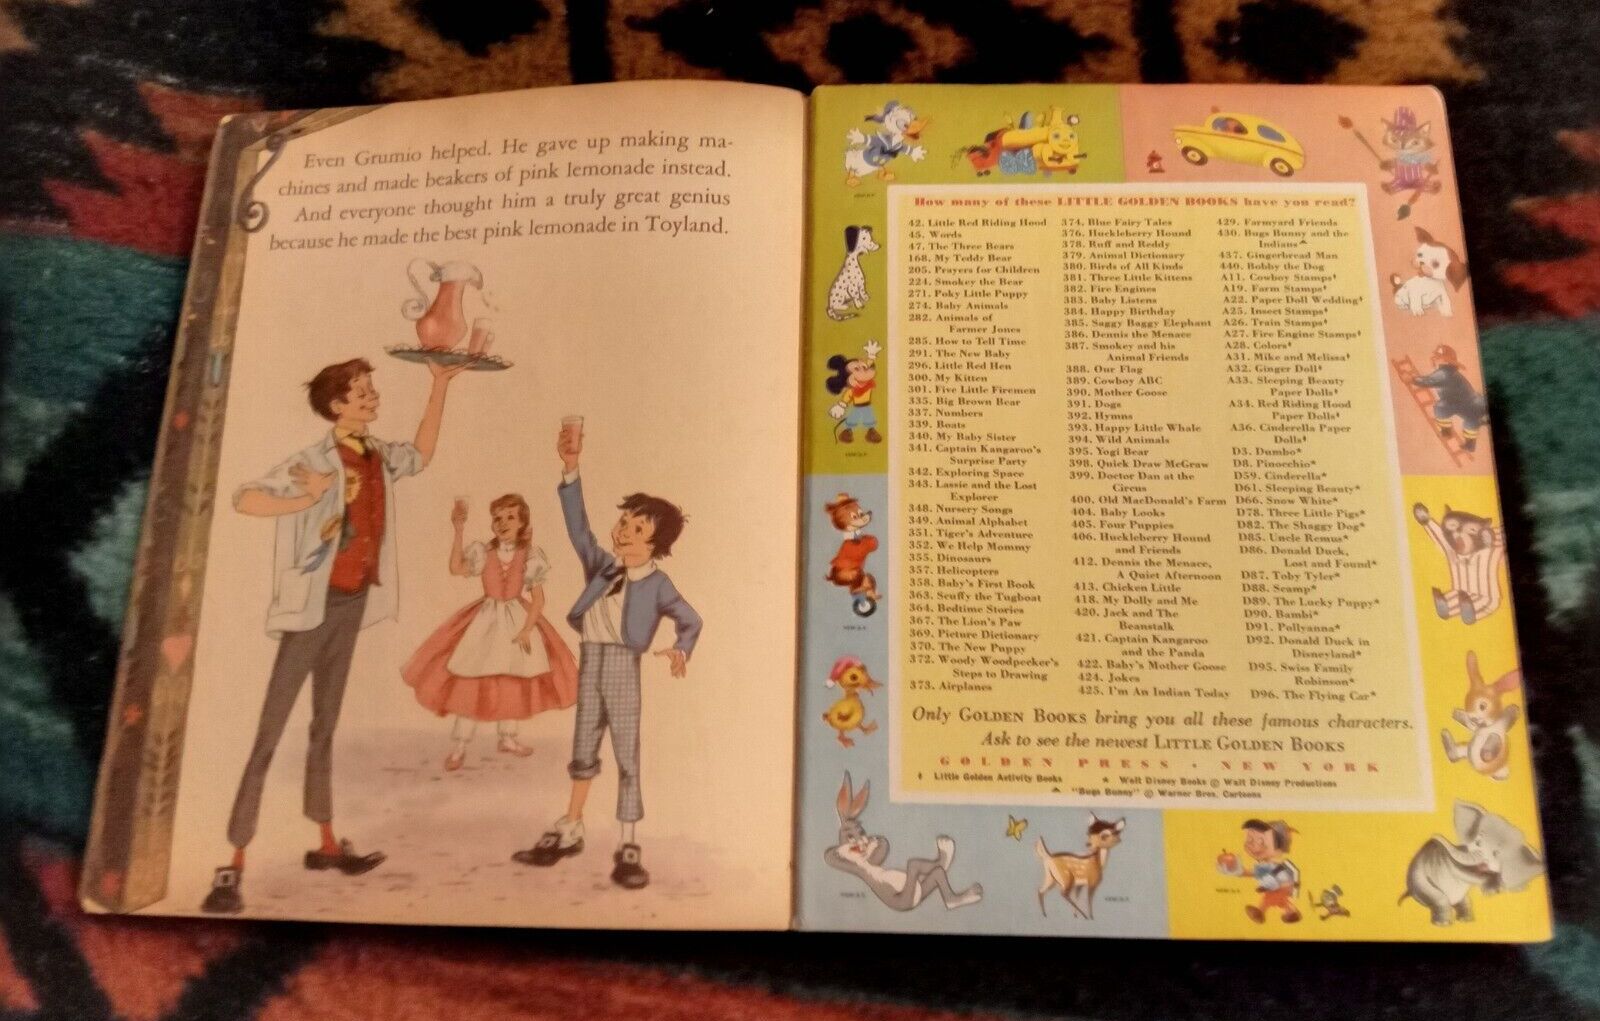 Even Grumio helped. He gave up making ma-
chines and made beakers of pink lemonade instead.
And everyone thought him a truly great genius
because he made the best pink lemonade in Toyland.
How many of these LITTLE GOLDEN BOOKS have you read?
42. Little Red Riding Hood
45. Words
47. The Three Bears
168. My Teddy Bear
205. Prayers for Children
224. Smokey the Bear
271. Poky Little Puppy
274. Baby Animals
282. Animals of
Farmer Jones
285. How to Tell Time
291. The New Baby
296. Little Red Hen
300. My Kitten
301. Five Little Firemen
335. Big Brown Bear
337. Numbers
339. Boats
340. My Baby Sister
341. Captain Kangaroo's
Surprise Party
342. Exploring Space
343. Lassie and the Lost
Explorer
348. Nursery Songs
349. Animal Alphabet
351. Tiger's Adventure
352. We Help Mommy
355. Dinosaurs
357. Helicopters
358. Baby's First Book
363. Scuffy the Tugboat
364. Bedtime Stories
367. The Lion's Paw
369. Picture Dictionary
370. The New Puppy
372. Woody Woodpecker's
Steps to Drawing
373. Airplanes
374. Blue Fairy Tales
376. Huckleberry Hound
378. Ruff and Reddy
379. Animal Dictionary
380. Birds of All Kinds
381. Three Little Kittens
382. Fire Engines
383. Baby Listens
384. Happy Birthday
385. Saggy Baggy Elephant
386. Dennis the Menace
387. Smokey and his
Animal Friends
388. Our Flag
389. Cowboy ABC
390. Mother Goose
391. Dogs
392. Hymns
393. Happy Little Whale
394. Wild Animals
395. Yogi Bear
398. Quick Draw McGraw
399. Doctor Dan at the
Circus
400. Old MacDonald's Farm
404. Baby Looks
405. Four Puppies
406. Huckleberry Hound
and Friends
412. Dennis the Menace,
A Quiet Afternoon
413. Chicken Little
418. My Dolly and Me
420. Jack and The
Beanstalk
421. Captain Kangaroo
and the Panda
422. Baby's Mother Goose
424. Jokes
425. I'm An Indian Today
429. Farmyard Friends
430. Bugs Bunny and the
Indians▲
437. Gingerbread Man
440. Bobby the Dog
A11. Cowboy Stamps♦
A19. Farm Stamps♦
A22. Paper Doll Wedding♦
A25. Insect Stamps♦
A26. Train Stamps♦
A27. Fire Engine Stamps♦
A28. Colors♦
A31. Mike and Melissa♦
A32. Ginger Doll♦
A33. Sleeping Beauty
Paper Dolls♦
A34. Red Riding Hood
Paper Dolls♦
A36. Cinderella Paper
Dolls♦
D3. Dumbo*
D8. Pinocchio*
D59. Cinderella*
D61. Sleeping Beauty*
D66. Snow White*
D78. Three Little Pigs*
D82. The Shaggy Dog*
D85. Uncle Remus*
D86. Donald Duck,
Lost and Found*
D87. Toby Tyler*
D88. Scamp*
D89. The Lucky Puppy*
D90. Bambi*
D91. Pollyanna*
D92. Donald Duck in
Disneyland*
D95. Swiss Family
Robinson*
D96. The Flying Car*
Only GOLDEN BOOKS bring you all these famous characters.
Ask to see the newest LITTLE GOLDEN BOOKS
GOLDEN PRESS • NEW YORK
♦ Little Golden Activity Books * Walt Disney Books © Walt Disney Productions
▲ "Bugs Bunny" © Warner Bros. Cartoons